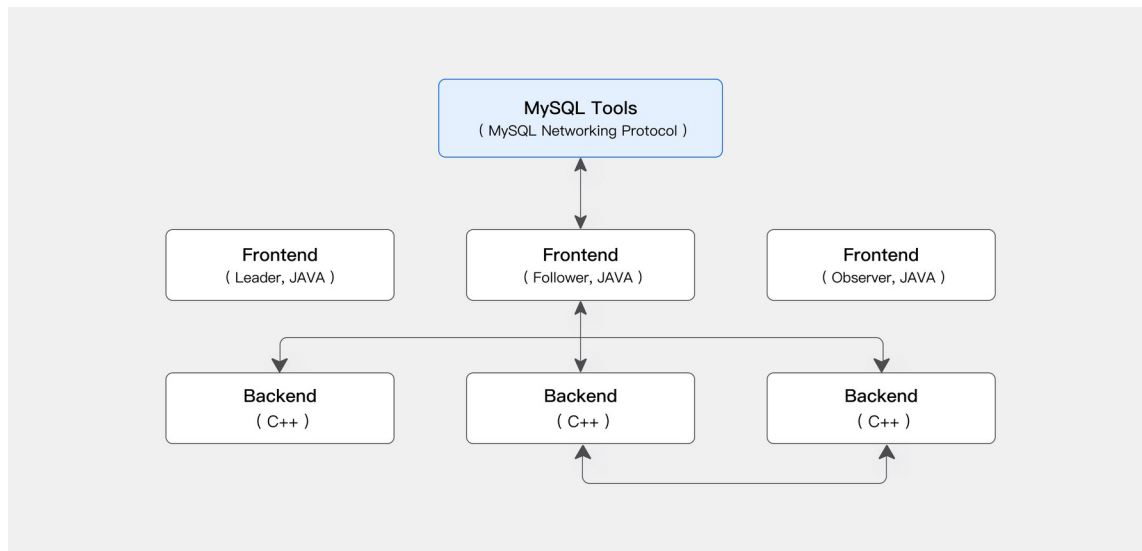 MySQL Tools
( MySQL Networking Protocol )
Frontend
( Leader, JAVA )
Frontend
( Follower, JAVA )
Frontend
( Observer, JAVA )
Backend
( C++ )
Backend
( C++ )
Backend
( C++ )